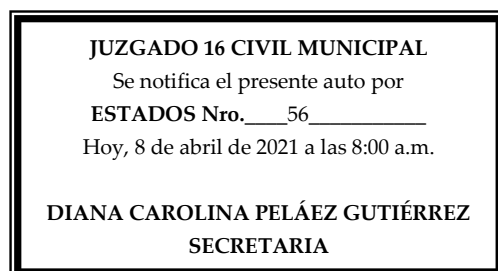 JUZGADO 16 CIVIL MUNICIPAL
Se notifica el presente auto por
ESTADOS Nro.____56___________
Hoy, 8 de abril de 2021 a las 8:00 a.m.
DIANA CAROLINA PELÁEZ GUTIÉRREZ
SECRETARIA